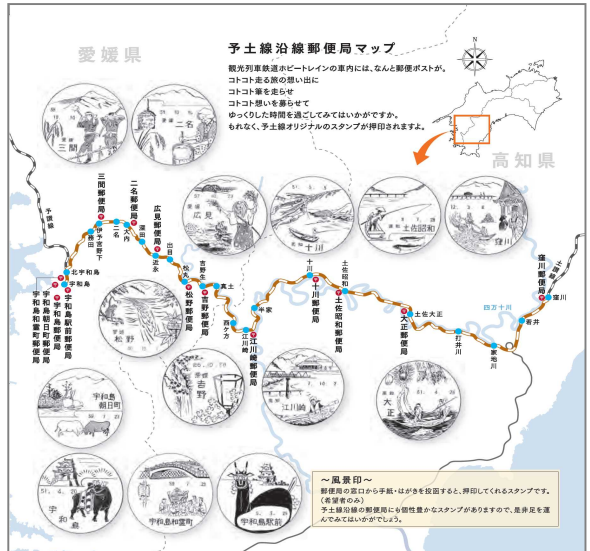 愛媛県
予土線沿線郵便局マップ
観光列車鉄道ホビートレインの車内には、なんと郵便ポストが。
コトコト走る旅の想い出に
コトコト筆を走らせ
コトコト想いを募らせて
ゆっくりした時間を過ごしてみてはいかがですか。
もれなく、予土線オリジナルのスタンプが押印されますよ。
N
高知県
三間
二名
広見
十川
土佐昭和
窪川
三間郵便局
二名郵便局
広見郵便局
予讃線
務田
伊予宮野下
二名
大内
深田
近永
出目
松丸
吉野生
真土
西ケ方
江川崎
半家
十川
土佐昭和
土佐大正
打井川
家地川
若井
窪川
土讃線
四万十川
北宇和島
宇和島
宇和島和霊町郵便局
宇和島朝日町郵便局
宇和島郵便局
宇和島駅前郵便局
松野郵便局
吉野郵便局
江川崎郵便局
十川郵便局
土佐昭和郵便局
大正郵便局
窪川郵便局
松野
吉野
江川崎
大正
宇和島
朝日町
宇和島
宇和島和霊町
宇和島駅前
～風景印～
郵便局の窓口から手紙・はがきを投函すると、押印してくれるスタンプです。
（希望者のみ）
予土線沿線の郵便局にも個性豊かなスタンプがありますので、是非足を運
んでみてはいかがでしょう。